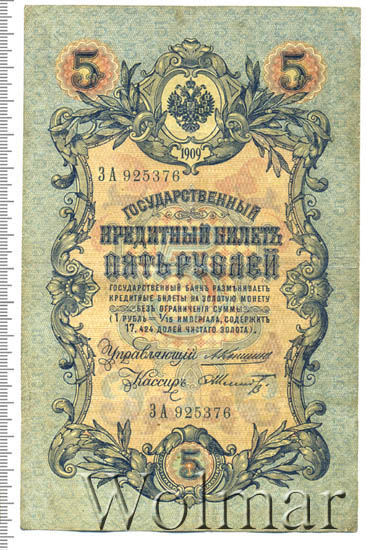 5 5
1909
ЗА 925376
ГОСУДАРСТВЕННЫЙ
КРЕДИТНЫЙ БИЛЕТЪ
ПЯТЬ РУБЛЕЙ
ГОСУДАРСТВЕННЫЙ БАНКЪ РАЗМѢНИВАЕТЪ
КРЕДИТНЫЕ БИЛЕТЫ НА ЗОЛОТУЮ МОНЕТУ
БЕЗЪ ОГРАНИЧЕНІЯ СУММЫ
(1 РУБЛЬ = 1/15 ИМПЕРІАЛА, СОДЕРЖИТЪ
17,424 ДОЛЕЙ ЧИСТАГО ЗОЛОТА).
Управляющій
Кассиръ
ЗА 925376
5
Wolmar